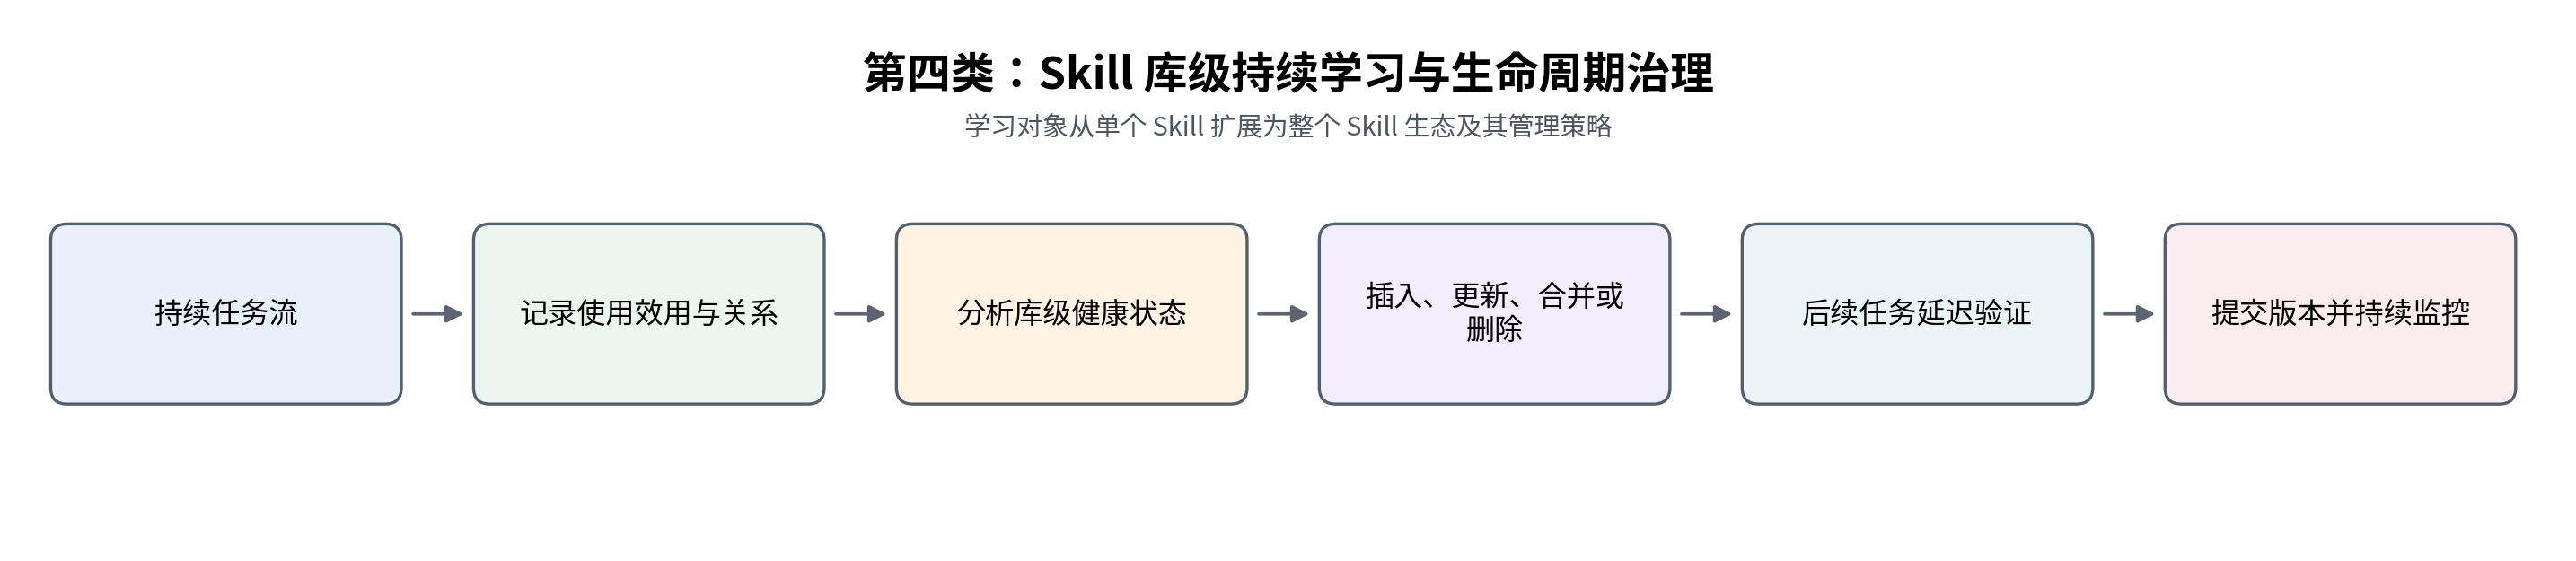 第四类：Skill 库级持续学习与生命周期治理
学习对象从单个 Skill 扩展为整个 Skill 生态及其管理策略
持续任务流
记录使用效用与关系
分析库级健康状态
插入、更新、合并或
删除
后续任务延迟验证
提交版本并持续监控